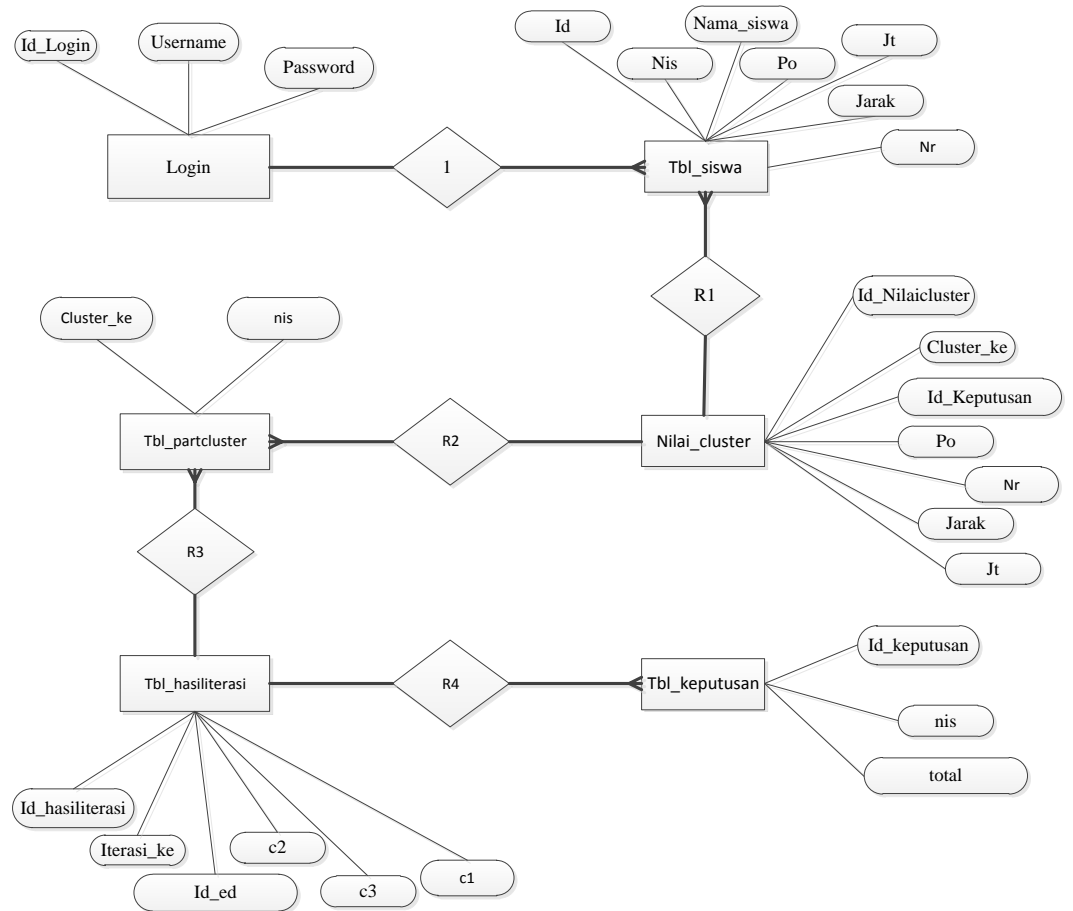 Id_Login
Username
Password
Login
1
Id
Nis
Nama_siswa
Po
Jt
Jarak
Nr
Tbl_siswa
R1
Cluster_ke
nis
Tbl_partcluster
R2
Nilai_cluster
Id_Nilaicluster
Cluster_ke
Id_Keputusan
Po
Nr
Jarak
Jt
R3
Tbl_hasiliterasi
R4
Tbl_keputusan
Id_keputusan
nis
total
Id_hasiliterasi
Iterasi_ke
Id_ed
c2
c3
c1